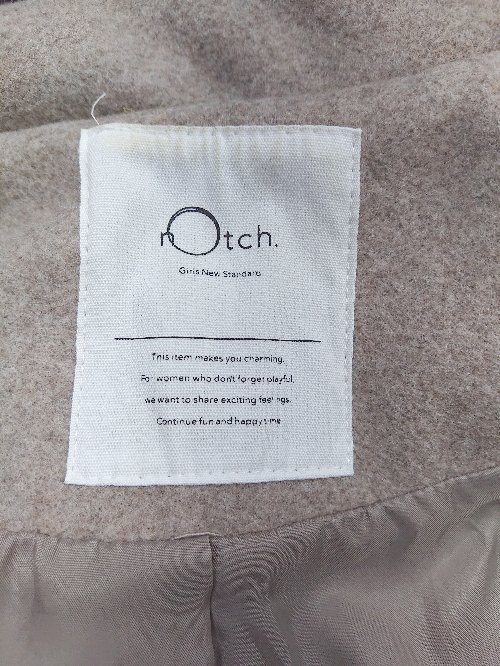 nOtch.
Girls New Standard
This item makes you charming.
For women who don't forget playful,
we want to share exciting feelings.
Continue fun and happy time